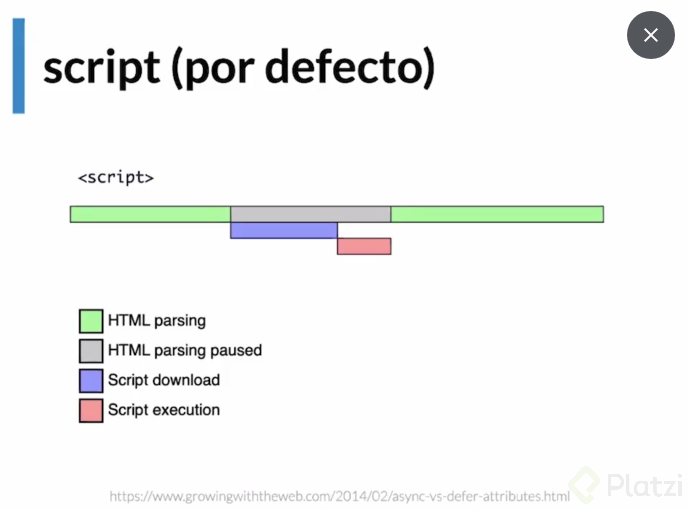 script (por defecto)
<script>
HTML parsing
HTML parsing paused
Script download
Script execution
https://www.growingwiththeweb.com/2014/02/async-vs-defer-attributes.html
Platzi